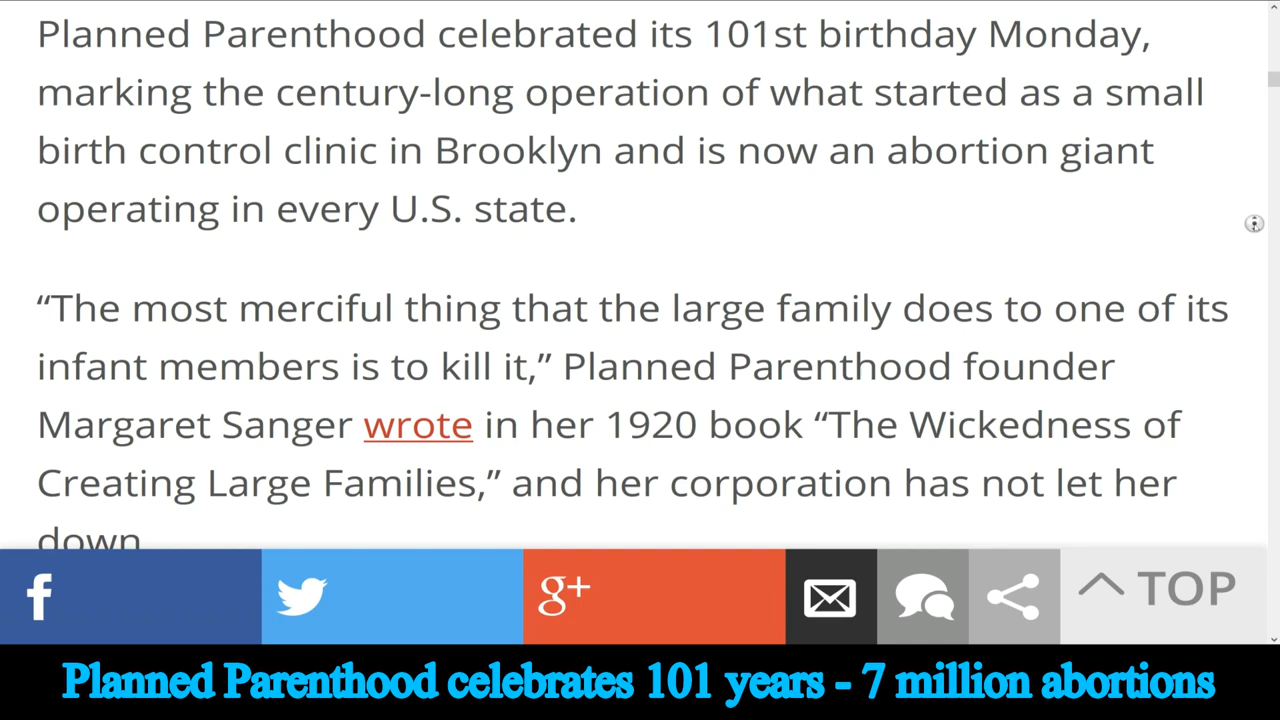 Planned Parenthood celebrated its 101st birthday Monday,
marking the century-long operation of what started as a small
birth control clinic in Brooklyn and is now an abortion giant
operating in every U.S. state.
“The most merciful thing that the large family does to one of its
infant members is to kill it,” Planned Parenthood founder
Margaret Sanger wrote in her 1920 book “The Wickedness of
Creating Large Families,” and her corporation has not let her
down
f
g+
TOP
Planned Parenthood celebrates 101 years - 7 million abortions